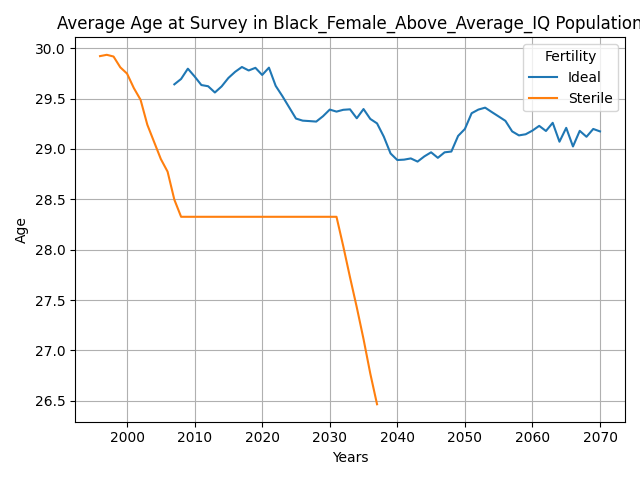 Average Age at Survey in Black_Female_Above_Average_IQ Population
Fertility
Ideal
Sterile
30.0
29.5
29.0
28.5
28.0
27.5
27.0
26.5
Age
2000 2010 2020 2030 2040 2050 2060 2070
Years